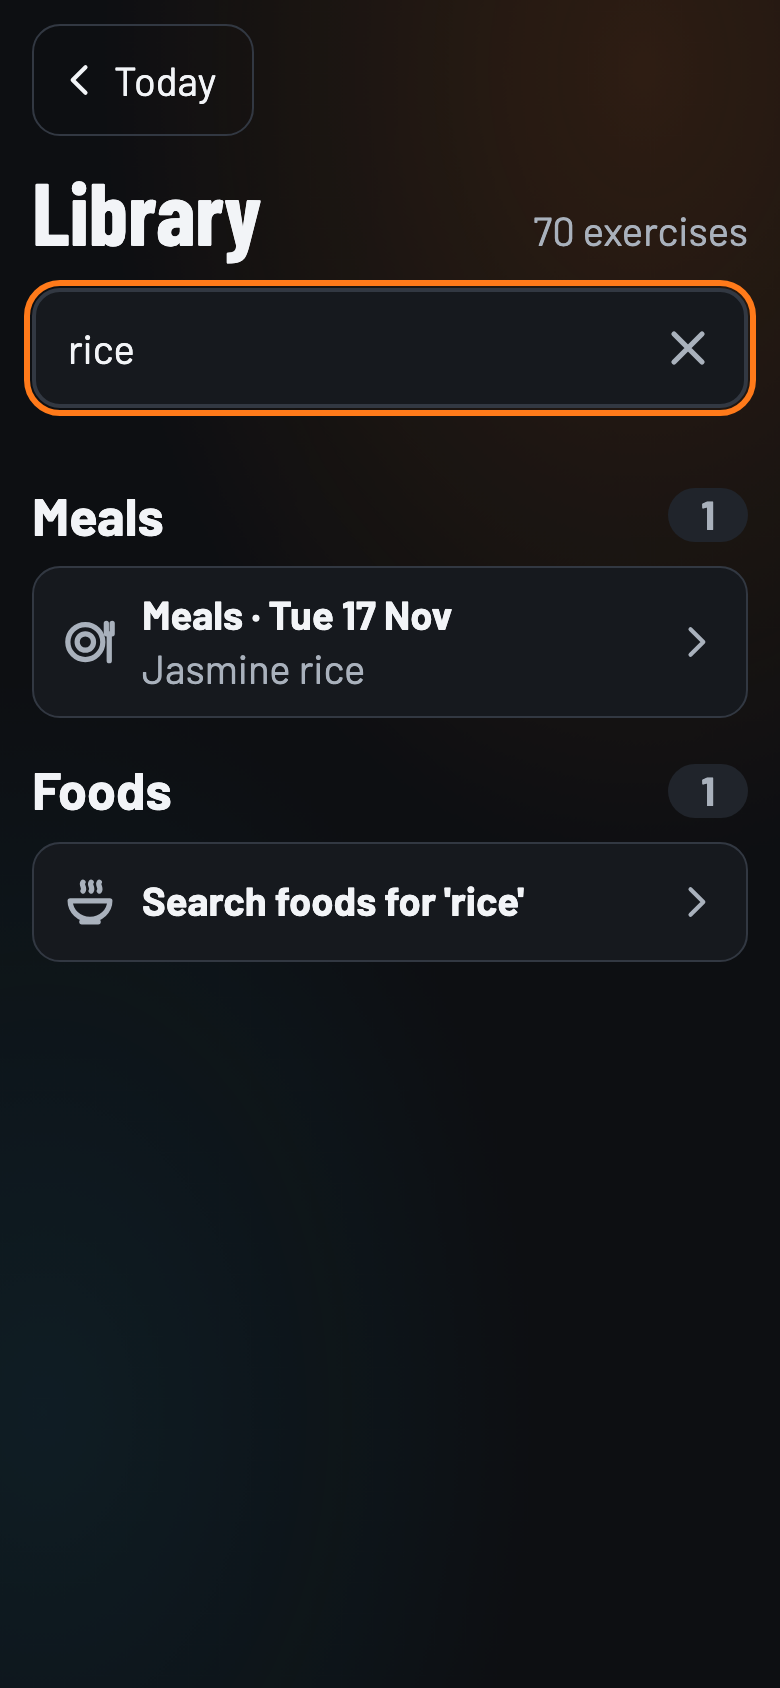 Today
Library
70 exercises
rice
Meals
1
Meals · Tue 17 Nov
Jasmine rice
Foods
1
Search foods for 'rice'